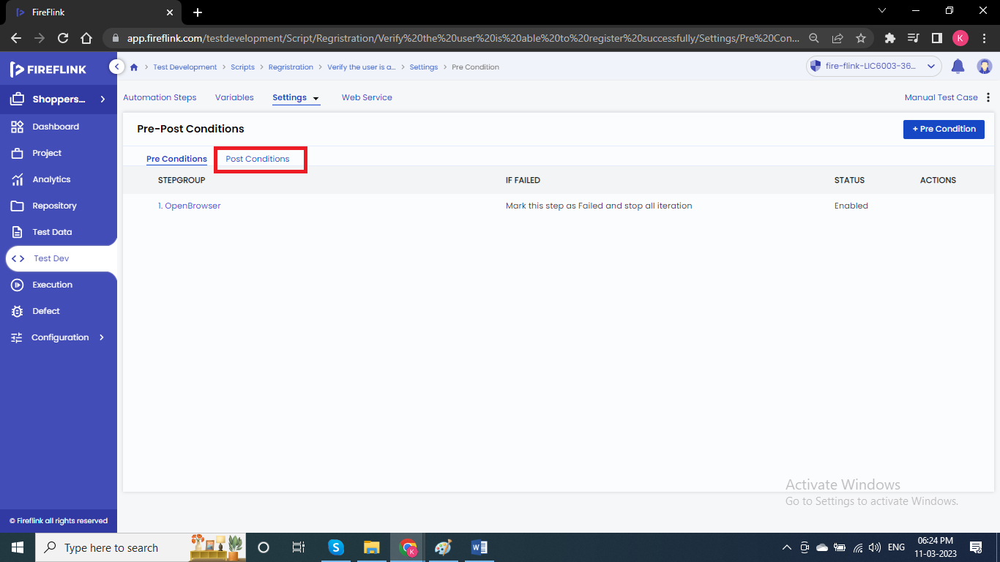 FireFlink
app.fireflink.com/testdevelopment/Script/Regristration/Verify%20the%20user%20is%20able%20to%20register%20successfully/Settings/Pre%20Con...
K
FIREFLINK
Test Development
Scripts
Regristration
Verify the user is a...
Settings
Pre Condition
fire-flink-LIC6003-36...
Shoppers...
Automation Steps
Variables
Settings
Web Service
Manual Test Case
Dashboard
Project
Analytics
Repository
Test Data
Test Dev
Execution
Defect
Configuration
Pre-Post Conditions
+ Pre Condition
Pre Conditions
Post Conditions
STEPGROUP
IF FAILED
STATUS
ACTIONS
1. OpenBrowser
Mark this step as Failed and stop all iteration
Enabled
Activate Windows
Go to Settings to activate Windows.
© Fireflink all rights reserved
Type here to search
S
K
W
ENG
06:24 PM
11-03-2023